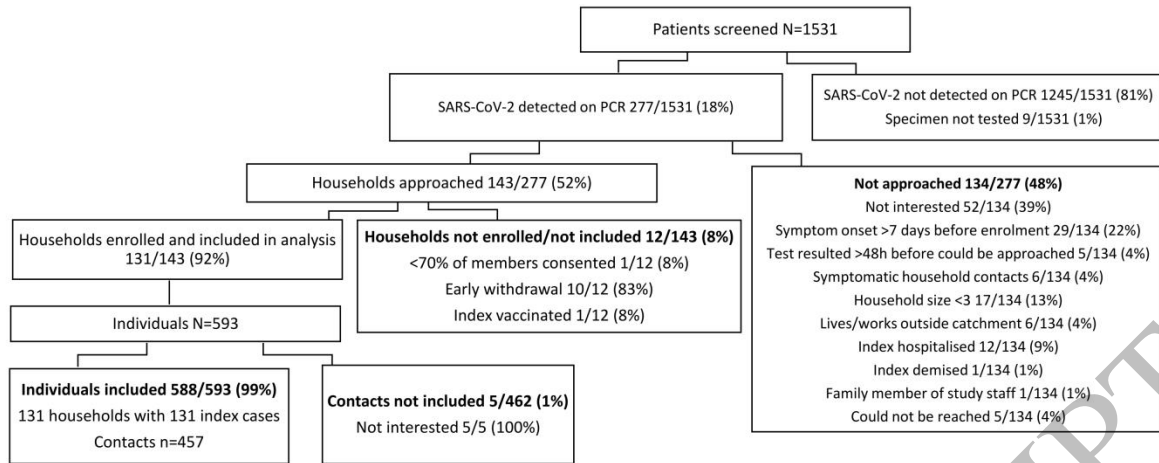 Patients screened N=1531
SARS-CoV-2 detected on PCR 277/1531 (18%)
SARS-CoV-2 not detected on PCR 1245/1531 (81%)
Specimen not tested 9/1531 (1%)
Households approached 143/277 (52%)
Not approached 134/277 (48%)
Not interested 52/134 (39%)
Symptom onset >7 days before enrolment 29/134 (22%)
Test resulted >48h before could be approached 5/134 (4%)
Symptomatic household contacts 6/134 (4%)
Household size <3 17/134 (13%)
Lives/works outside catchment 6/134 (4%)
Index hospitalised 12/134 (9%)
Index demised 1/134 (1%)
Family member of study staff 1/134 (1%)
Could not be reached 5/134 (4%)
Households enrolled and included in analysis
131/143 (92%)
Households not enrolled/not included 12/143 (8%)
<70% of members consented 1/12 (8%)
Early withdrawal 10/12 (83%)
Index vaccinated 1/12 (8%)
Individuals N=593
Individuals included 588/593 (99%)
131 households with 131 index cases
Contacts n=457
Contacts not included 5/462 (1%)
Not interested 5/5 (100%)